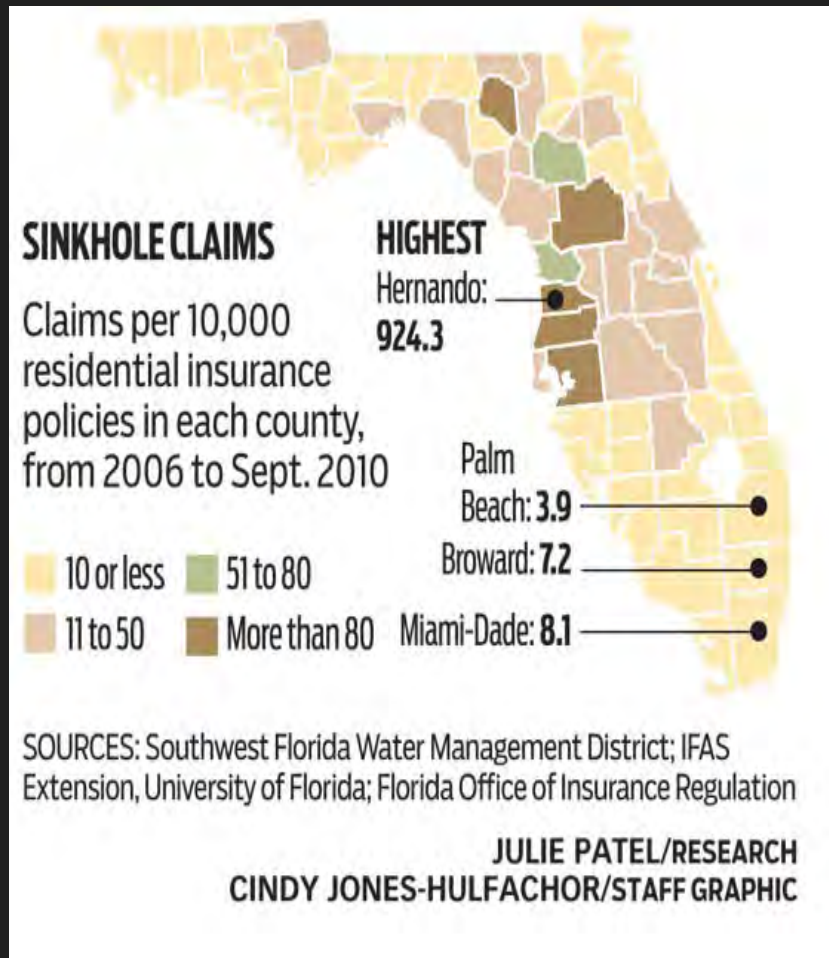 SINKHOLE CLAIMS
Claims per 10,000
residential insurance
policies in each county,
from 2006 to Sept. 2010
10 or less
51 to 80
11 to 50
More than 80
HIGHEST
Hernando:
924.3
Palm
Beach: 3.9
Broward: 7.2
Miami-Dade: 8.1
SOURCES: Southwest Florida Water Management District; IFAS
Extension, University of Florida; Florida Office of Insurance Regulation
JULIE PATEL/RESEARCH
CINDY JONES-HULFACHOR/STAFF GRAPHIC